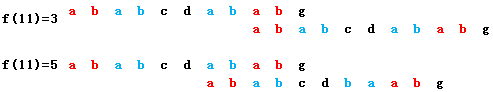 f(11)=3 a b a b c d a b a b g
a b a b c d a b a b g
f(11)=5 a b a b c d a b a b g
a b a b c d b a a b g